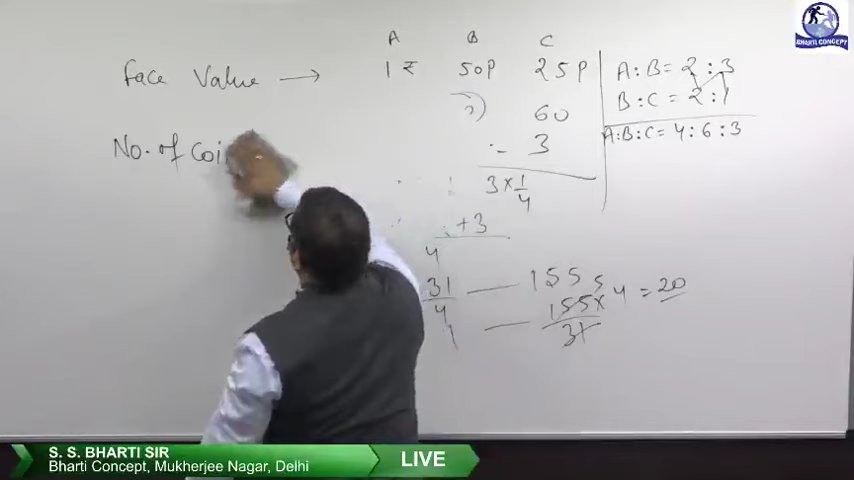 A B C
Face Value → 1 ₹ 50P 25P
60
No. of Coi
3
3 × 1/4
+3
4
31/4 — 155
155 × 4 / 31 = 20
1 —
A:B = 2:3
B:C = 2:1
A:B:C = 4:6:3
BHARTI CONCEPT
S. S. BHARTI SIR
Bharti Concept, Mukherjee Nagar, Delhi
LIVE